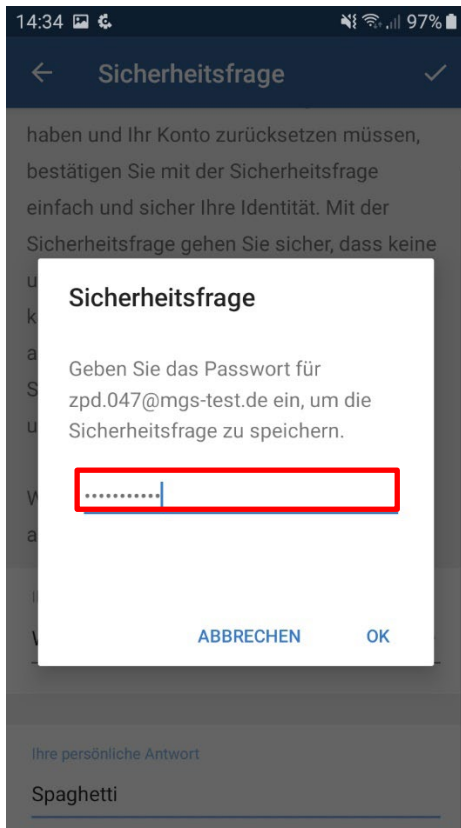 14:34 97%
Sicherheitsfrage
haben und Ihr Konto zurücksetzen müssen,
bestätigen Sie mit der Sicherheitsfrage
einfach und sicher Ihre Identität. Mit der
Sicherheitsfrage gehen Sie sicher, dass keine
Sicherheitsfrage
Geben Sie das Passwort für
zpd.047@mgs-test.de ein, um die
Sicherheitsfrage zu speichern.
•••••••••••
ABBRECHEN OK
Ihre persönliche Antwort
Spaghetti